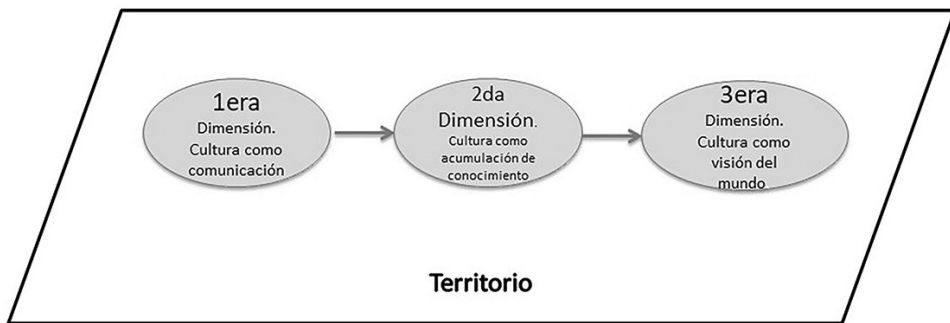 1era
Dimensión.
Cultura como
comunicación
2da
Dimensión.
Cultura como
acumulación de
conocimiento
3era
Dimensión.
Cultura como
visión del
mundo
Territorio